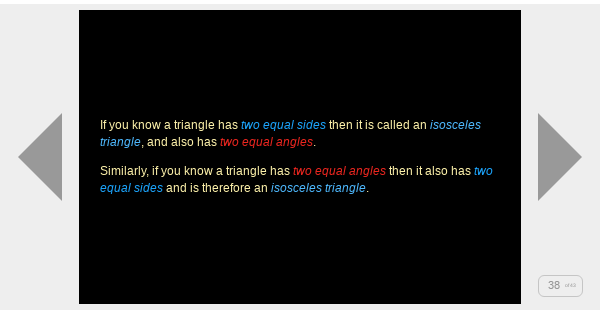 If you know a triangle has two equal sides then it is called an isosceles
triangle, and also has two equal angles.
Similarly, if you know a triangle has two equal angles then it also has two
equal sides and is therefore an isosceles triangle.
38